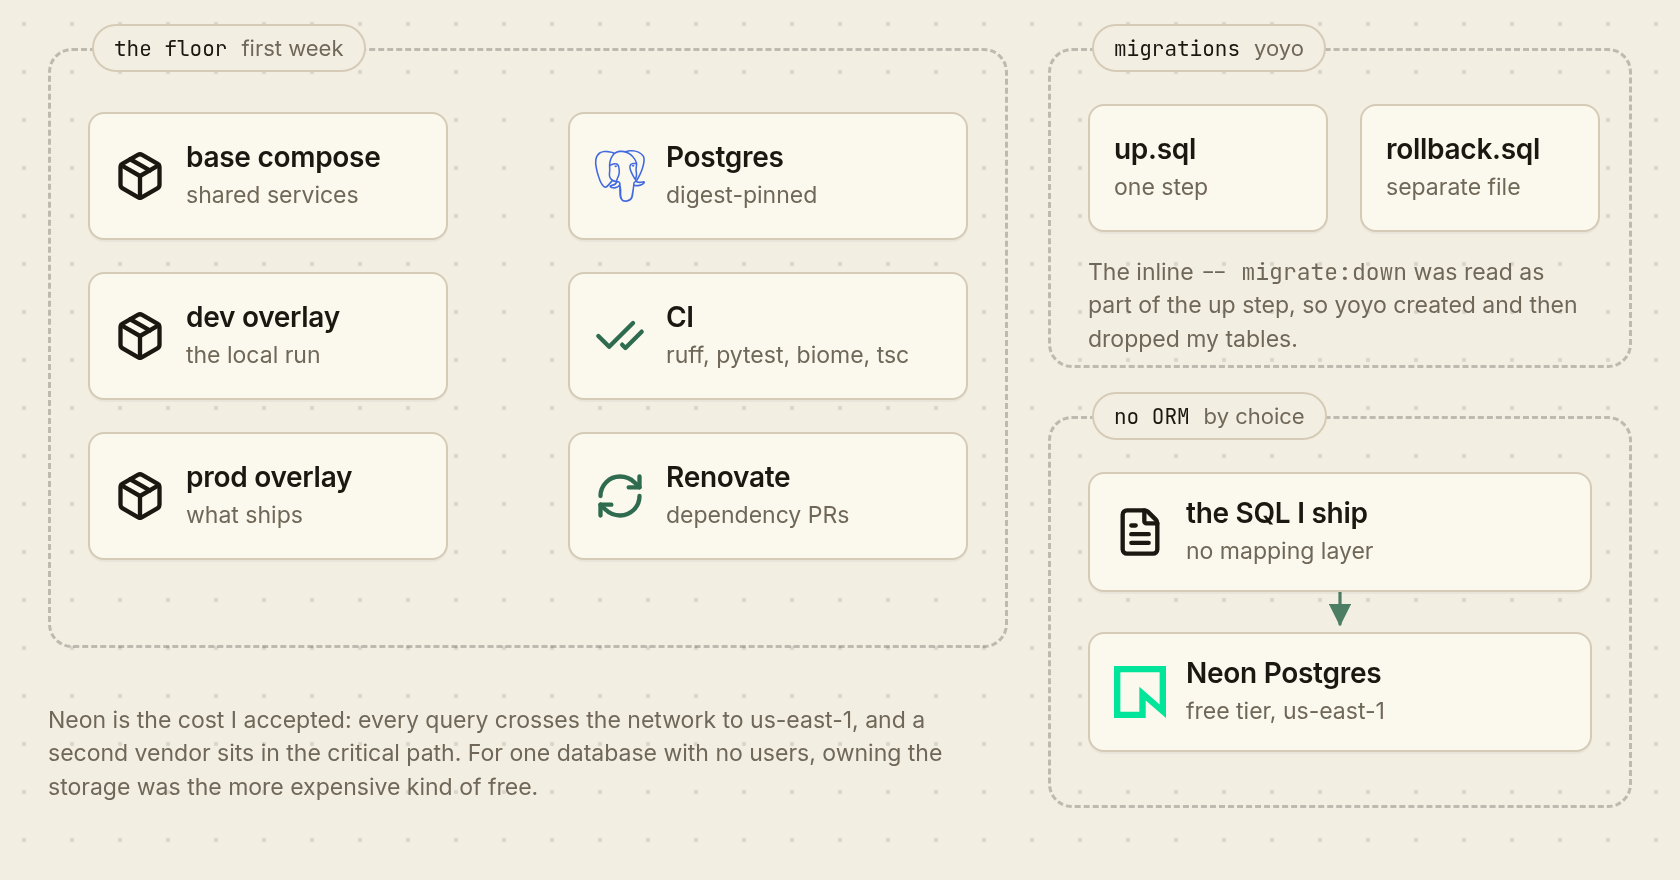 the floor first week
base compose
shared services
Postgres
digest-pinned
dev overlay
the local run
CI
ruff, pytest, biome, tsc
prod overlay
what ships
Renovate
dependency PRs
Neon is the cost I accepted: every query crosses the network to us-east-1, and a
second vendor sits in the critical path. For one database with no users, owning the
storage was the more expensive kind of free.
migrations yoyo
up.sql
one step
rollback.sql
separate file
The inline -- migrate:down was read as
part of the up step, so yoyo created and then
dropped my tables.
no ORM by choice
the SQL I ship
no mapping layer
Neon Postgres
free tier, us-east-1